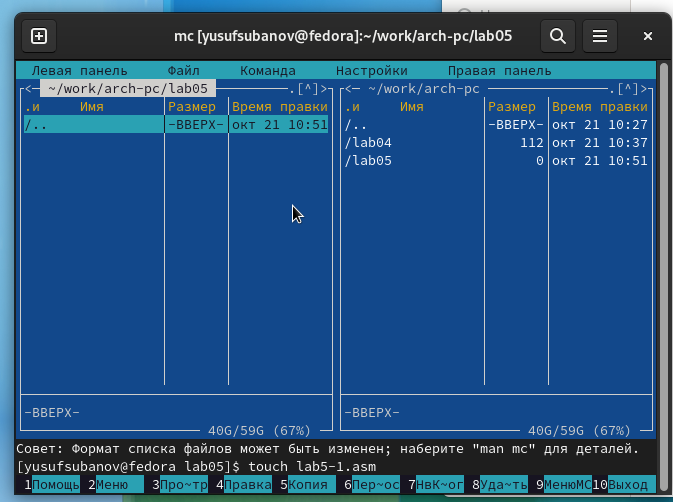 mc [yusufsubanov@fedora]:~/work/arch-pc/lab05
Левая панель Файл Команда Настройки Правая панель
<─ ~/work/arch-pc/lab05 .[^]> <─ ~/work/arch-pc .[^]>
.и Имя Размер Время правки .и Имя Размер Время правки
/.. -ВВЕРХ- окт 21 10:51 /.. -ВВЕРХ- окт 21 10:27
/lab04 112 окт 21 10:37
/lab05 0 окт 21 10:51
-ВВЕРХ- -ВВЕРХ-
40G/59G (67%) 40G/59G (67%)
Совет: Формат списка файлов может быть изменен; наберите "man mc" для деталей.
[yusufsubanov@fedora lab05]$ touch lab5-1.asm
1Помощь 2Меню 3Про~тр 4Правка 5Копия 6Пер~ос 7НвК~ог 8Уда~ть 9МенюMC 10Выход